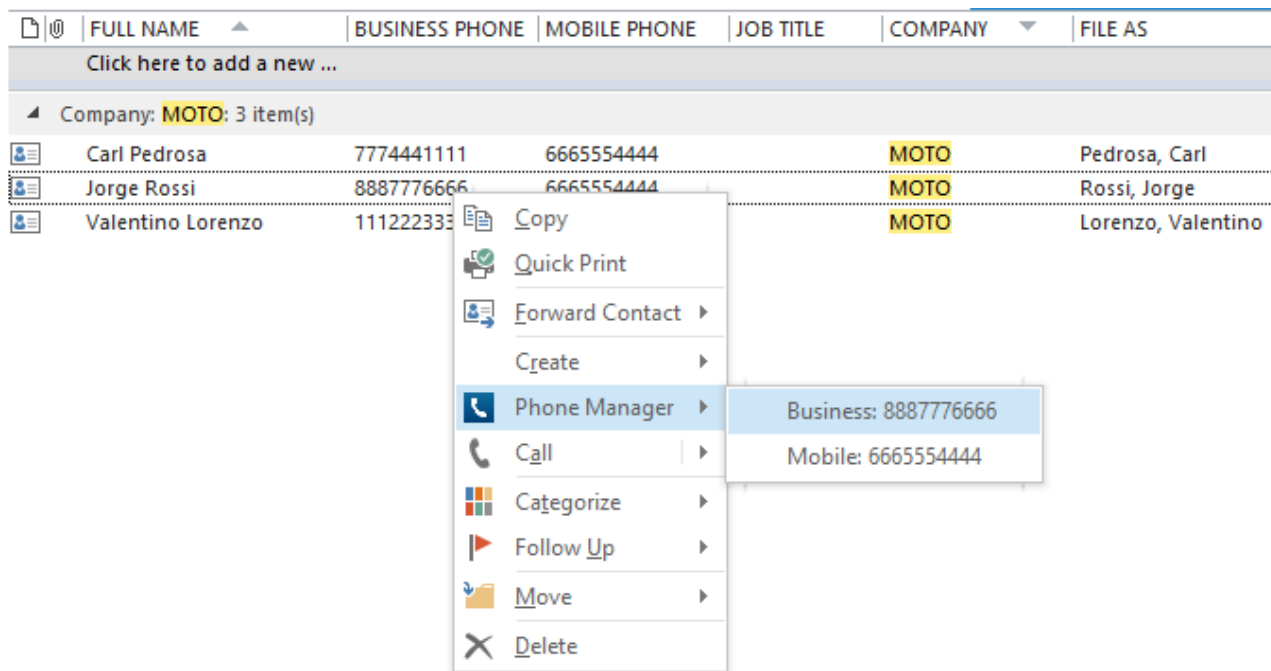 FULL NAME BUSINESS PHONE MOBILE PHONE JOB TITLE COMPANY FILE AS
Click here to add a new ...
Company: MOTO: 3 item(s)
Carl Pedrosa 7774441111 6665554444 MOTO Pedrosa, Carl
Jorge Rossi 8887776666 6665554444 MOTO Rossi, Jorge
Valentino Lorenzo 111222333 MOTO Lorenzo, Valentino
Copy
Quick Print
Forward Contact
Create
Phone Manager
Business: 8887776666
Call
Mobile: 6665554444
Categorize
Follow Up
Move
Delete